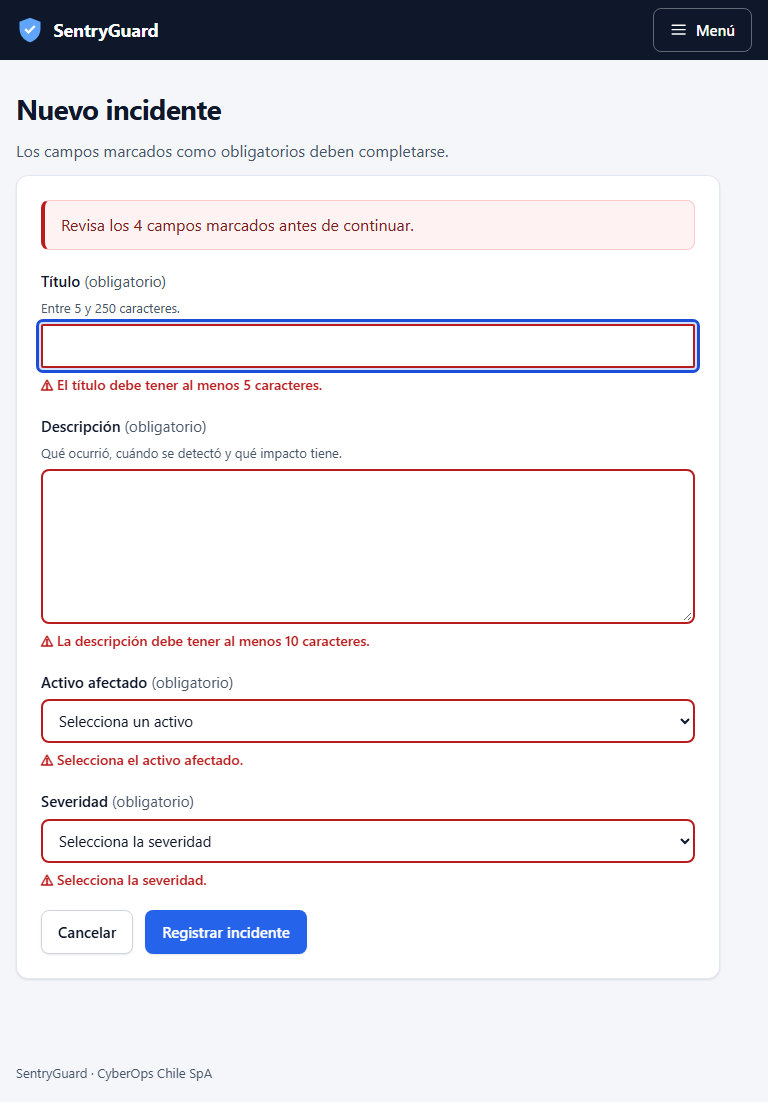 SentryGuard
Menú
Nuevo incidente
Los campos marcados como obligatorios deben completarse.
Revisa los 4 campos marcados antes de continuar.
Título (obligatorio)
Entre 5 y 250 caracteres.
⚠ El título debe tener al menos 5 caracteres.
Descripción (obligatorio)
Qué ocurrió, cuándo se detectó y qué impacto tiene.
⚠ La descripción debe tener al menos 10 caracteres.
Activo afectado (obligatorio)
Selecciona un activo
⚠ Selecciona el activo afectado.
Severidad (obligatorio)
Selecciona la severidad
⚠ Selecciona la severidad.
Cancelar
Registrar incidente
SentryGuard · CyberOps Chile SpA